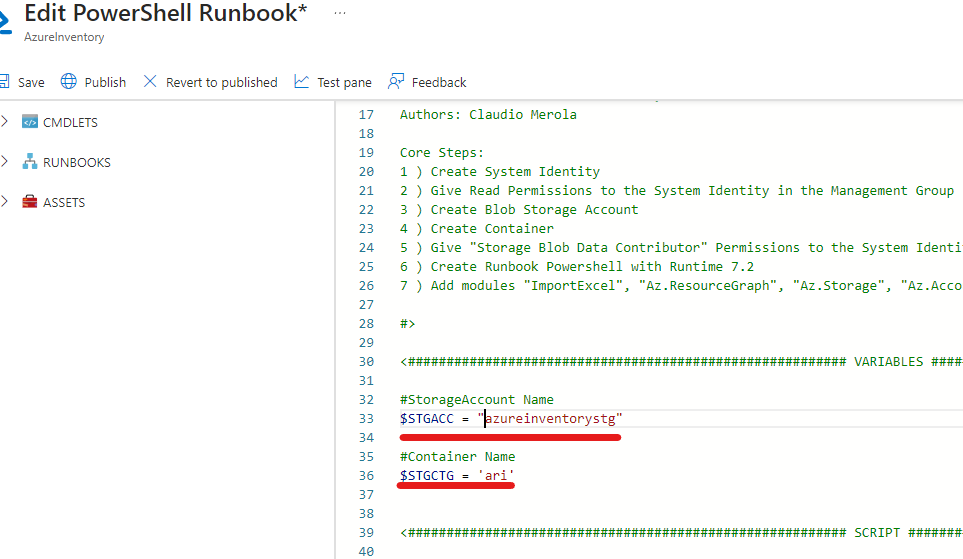 Edit PowerShell Runbook* ...
AzureInventory
Save Publish Revert to published Test pane Feedback
CMDLETS
RUNBOOKS
ASSETS
17 Authors: Claudio Merola
18
19 Core Steps:
20 1 ) Create System Identity
21 2 ) Give Read Permissions to the System Identity in the Management Group
22 3 ) Create Blob Storage Account
23 4 ) Create Container
24 5 ) Give "Storage Blob Data Contributor" Permissions to the System Identi
25 6 ) Create Runbook Powershell with Runtime 7.2
26 7 ) Add modules "ImportExcel", "Az.ResourceGraph", "Az.Storage", "Az.Acco
27
28 #>
29
30 <######################################################### VARIABLES ####
31
32 #StorageAccount Name
33 $STGACC = "azureinventorystg"
34
35 #Container Name
36 $STGCTG = 'ari'
37
38
39 <######################################################### SCRIPT #######
40